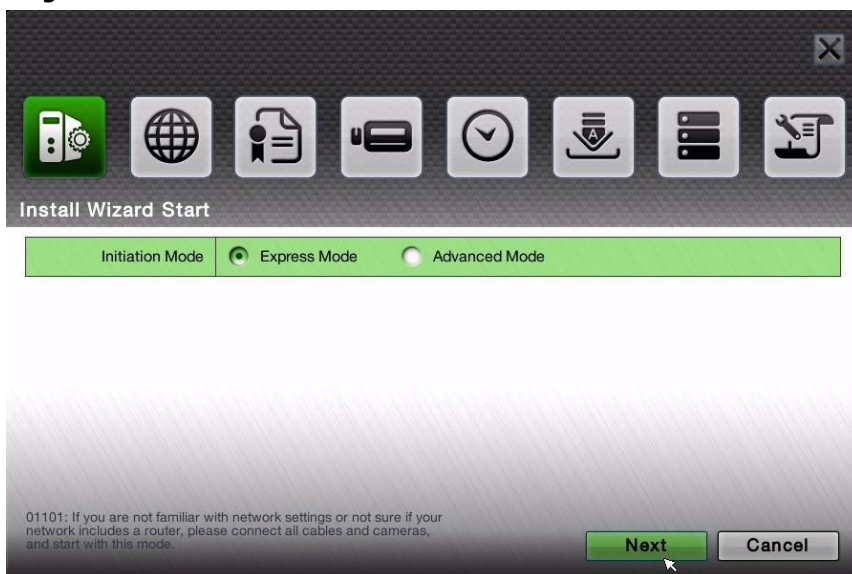 Install Wizard Start
Initiation Mode Express Mode Advanced Mode
01101: If you are not familiar with network settings or not sure if your
network includes a router, please connect all cables and cameras,
and start with this mode.
Next Cancel